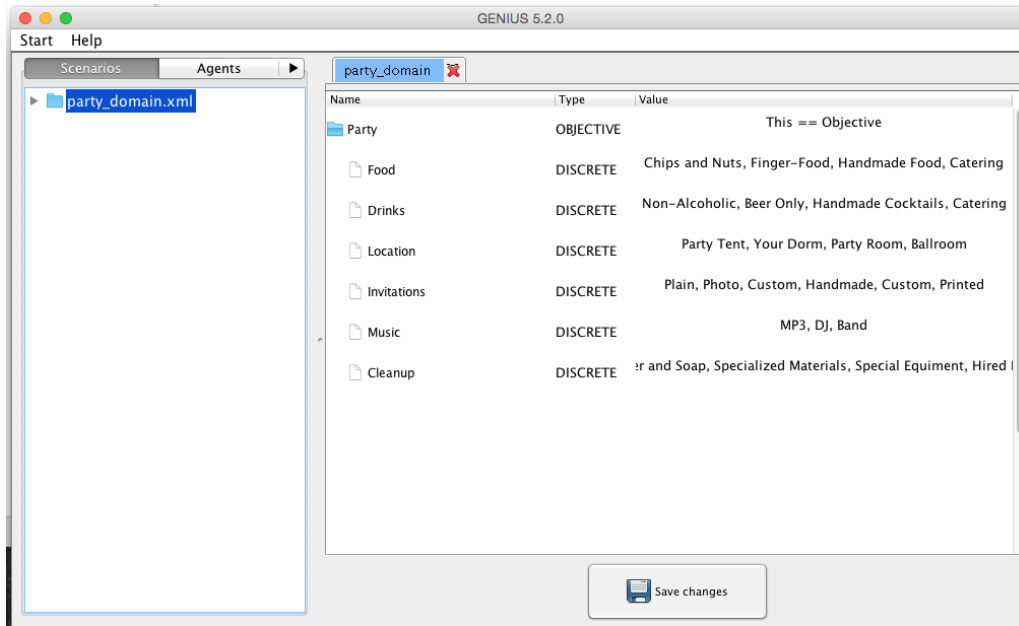 GENIUS 5.2.0
Start Help
Scenarios Agents
party_domain
party_domain.xml
Name Type Value
Party OBJECTIVE This == Objective
Food DISCRETE Chips and Nuts, Finger-Food, Handmade Food, Catering
Drinks DISCRETE Non-Alcoholic, Beer Only, Handmade Cocktails, Catering
Location DISCRETE Party Tent, Your Dorm, Party Room, Ballroom
Invitations DISCRETE Plain, Photo, Custom, Handmade, Custom, Printed
Music DISCRETE MP3, DJ, Band
Cleanup DISCRETE er and Soap, Specialized Materials, Special Equiment, Hired
Save changes